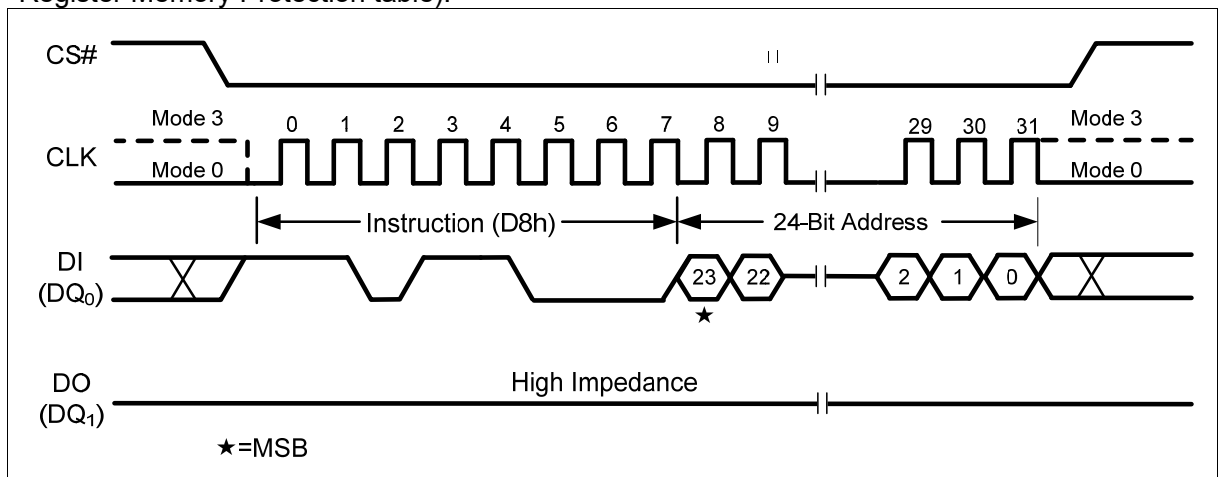 Register Memory Protection table).
CS#
Mode 3 0 1 2 3 4 5 6 7 8 9 29 30 31 Mode 3
CLK
Mode 0 Mode 0
Instruction (D8h) 24-Bit Address
DI
(DQ0) 23 22 2 1 0
★
High Impedance
DO
(DQ1)
★=MSB